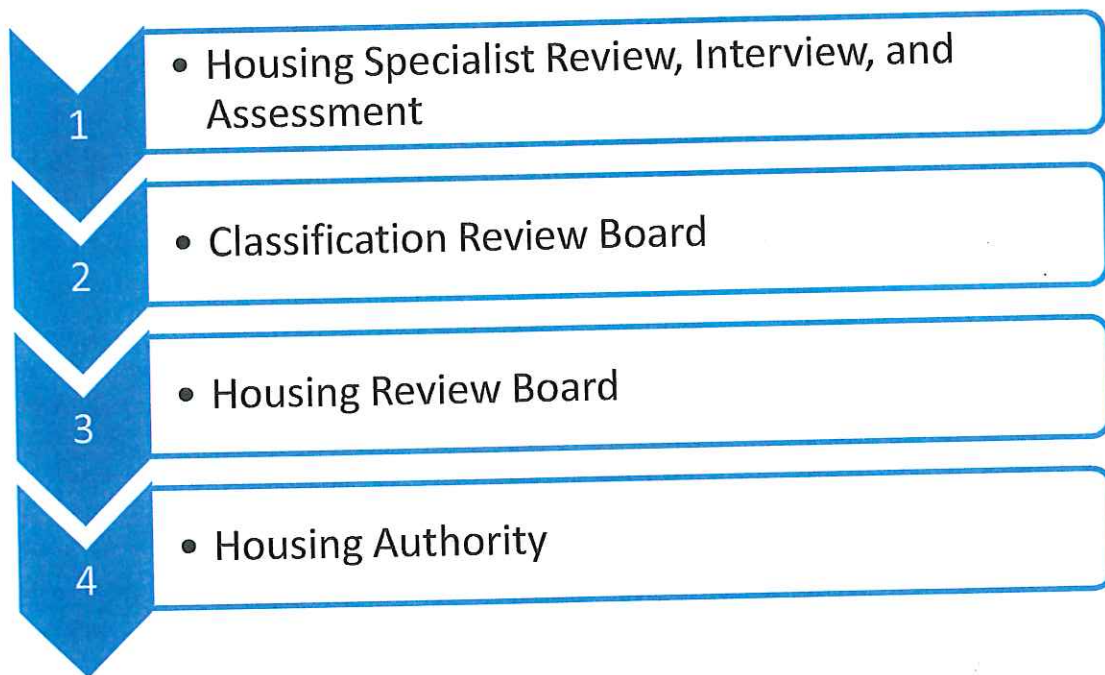 1
• Housing Specialist Review, Interview, and
Assessment
2
• Classification Review Board
3
• Housing Review Board
4
• Housing Authority